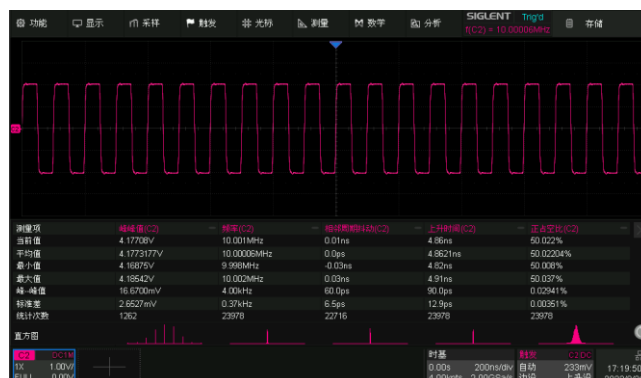 功能 显示 采样 触发 光标 测量 数学 分析 SIGLENT Trig'd 存储
f(C2) = 10.00006MHz
C2
测量项 峰峰值(C2) 频率(C2) 相邻周期抖动(C2) 上升时间(C2) 正占空比(C2)
当前值 4.17708V 10.001MHz 0.01ns 4.86ns 50.022%
平均值 4.1773177V 10.00006MHz 0.0ps 4.8621ns 50.02204%
最小值 4.16875V 9.998MHz -0.03ns 4.82ns 50.008%
最大值 4.18542V 10.002MHz 0.03ns 4.91ns 50.037%
峰-峰值 16.6700mV 4.00kHz 60.0ps 90.0ps 0.02941%
标准差 2.6527mV 0.37kHz 6.5ps 12.9ps 0.00351%
统计次数 1262 23978 22716 23978 23978
直方图
C2 DC1M 时基 触发 C2 DC
1X 1.00V/ 0.00s 200ns/div 自动 233mV 17:19:50
FULL 0.00V